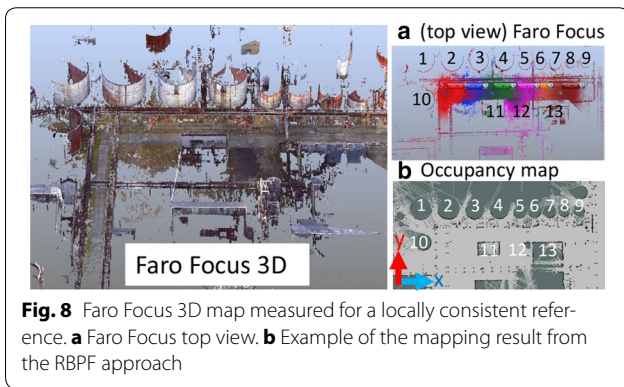 Faro Focus 3D
a (top view) Faro Focus
1 2 3 4 5 6 7 8 9
10
11 12 13
b Occupancy map
1 2 3 4 5 6 7 8 9
10
11 12 13
y
x
Fig. 8 Faro Focus 3D map measured for a locally consistent refer-
ence. a Faro Focus top view. b Example of the mapping result from
the RBPF approach